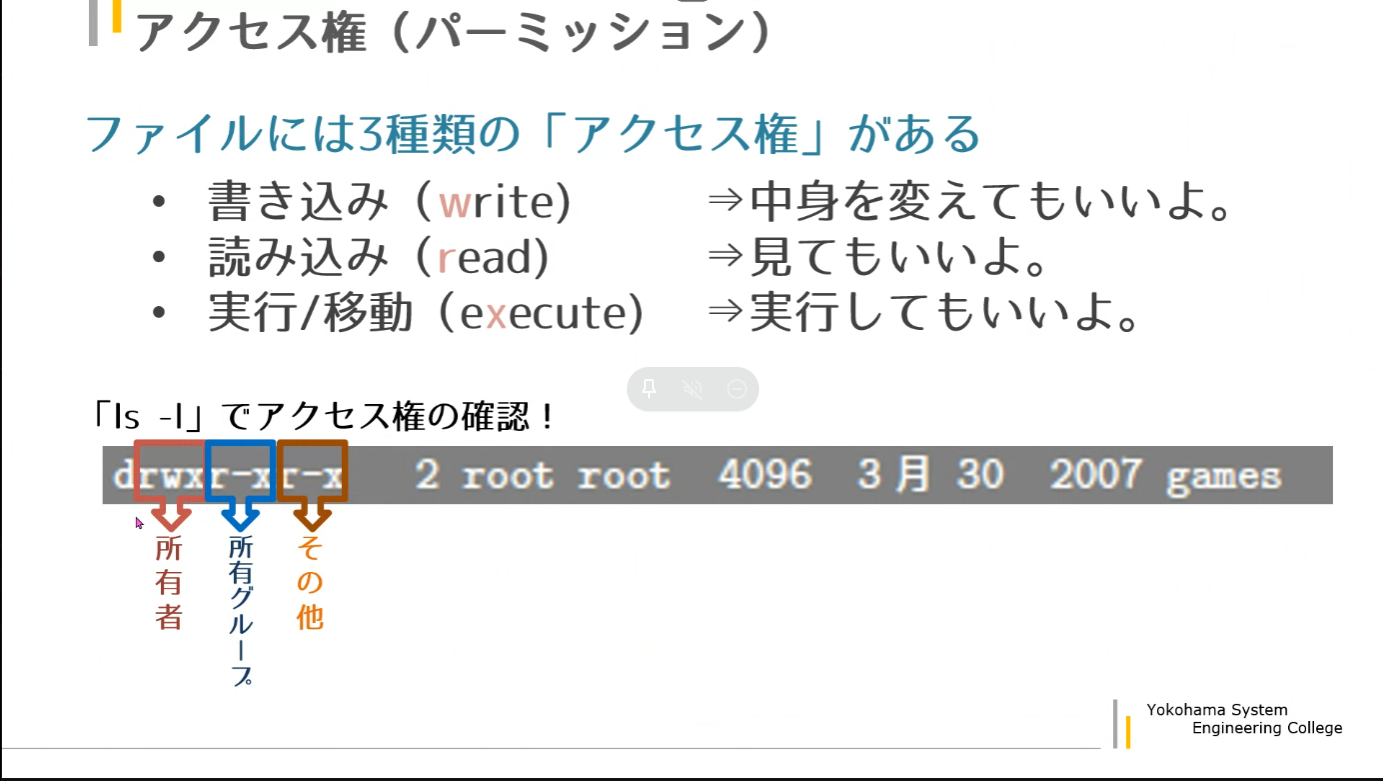 アクセス権（パーミッション）
ファイルには3種類の「アクセス権」がある
• 書き込み（write) ⇒中身を変えてもいいよ。
• 読み込み（read) ⇒見てもいいよ。
• 実行/移動（execute) ⇒実行してもいいよ。
「ls -l」でアクセス権の確認！
drwxr-xr-x 2 root root 4096 3月 30 2007 games
所有者
所有グループ
その他
Yokohama System
Engineering College